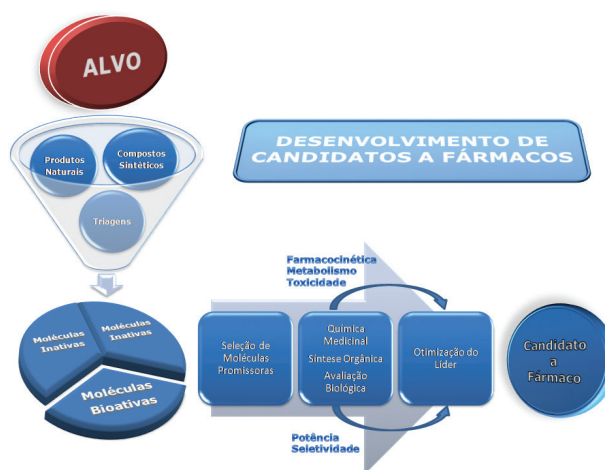 ALVO
DESENVOLVIMENTO DE
CANDIDATOS A FÁRMACOS
Produtos
Naturais
Compostos
Sintéticos
Triagens
Moléculas
Inativas
Moléculas
Inativas
Moléculas
Bioativas
Farmacocinética
Metabolismo
Toxicidade
Seleção de
Moléculas
Promissoras
Química
Medicinal
Síntese Orgânica
Avaliação
Biológica
Otimização do
Líder
Potência
Seletividade
Candidato
a
Fármaco